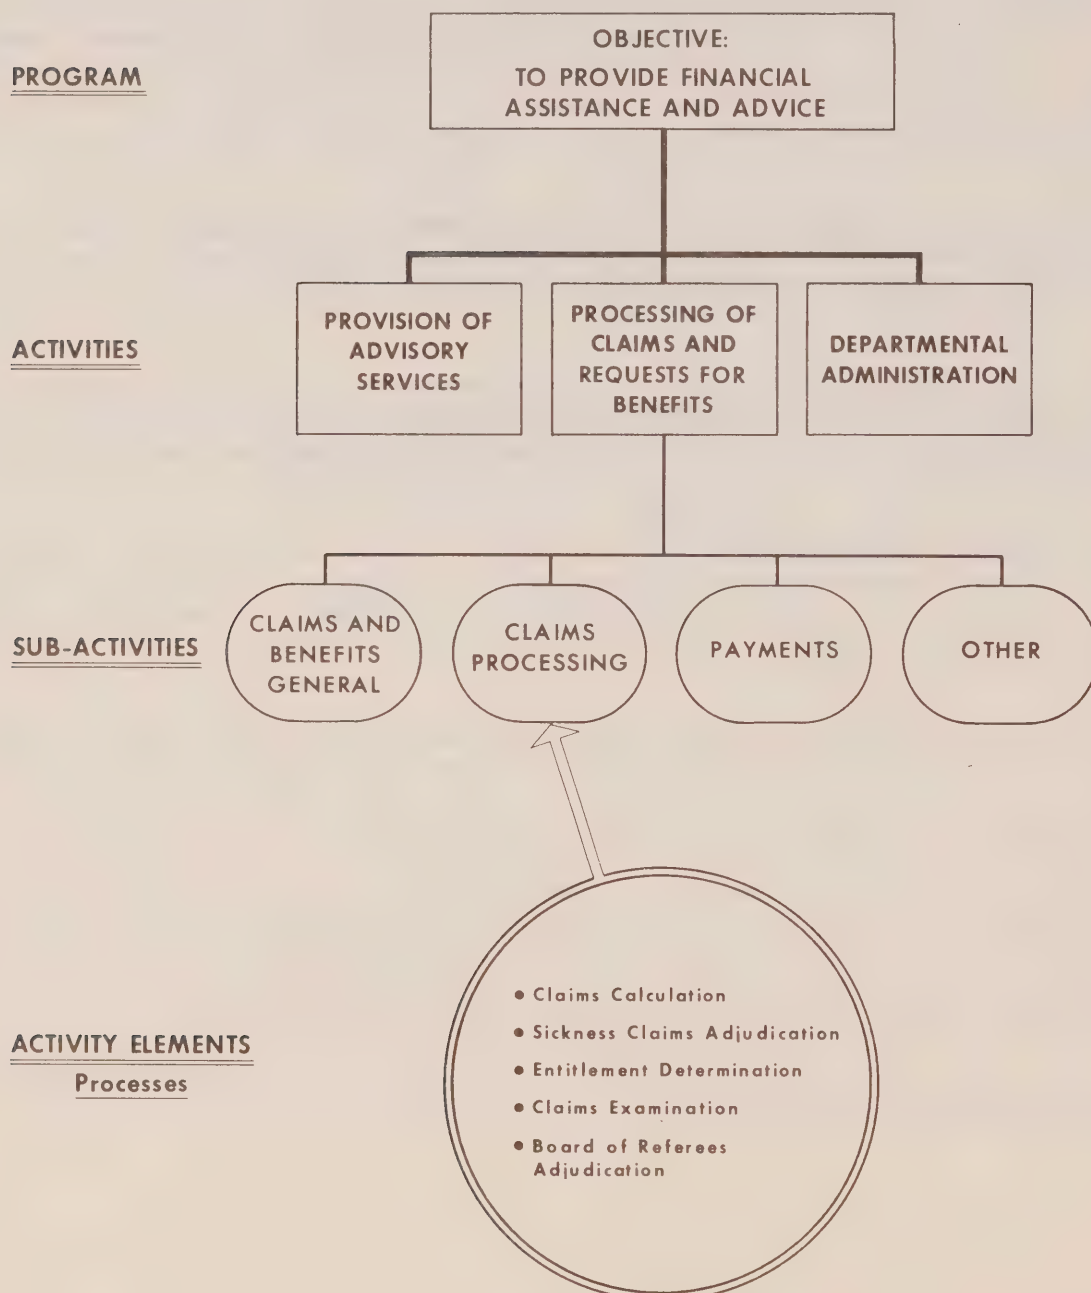 PROGRAM
OBJECTIVE:
TO PROVIDE FINANCIAL
ASSISTANCE AND ADVICE
ACTIVITIES
PROVISION OF
ADVISORY
SERVICES
PROCESSING OF
CLAIMS AND
REQUESTS FOR
BENEFITS
DEPARTMENTAL
ADMINISTRATION
SUB-ACTIVITIES
CLAIMS AND
BENEFITS
GENERAL
CLAIMS
PROCESSING
PAYMENTS
OTHER
ACTIVITY ELEMENTS
Processes
• Claims Calculation
• Sickness Claims Adjudication
• Entitlement Determination
• Claims Examination
• Board of Referees
Adjudication